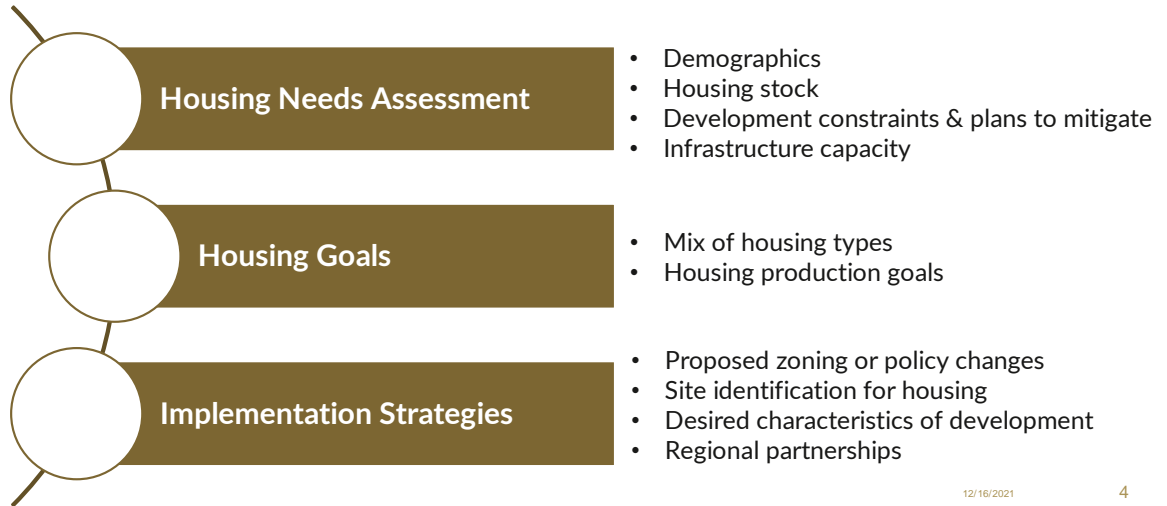 Housing Needs Assessment
• Demographics
• Housing stock
• Development constraints & plans to mitigate
• Infrastructure capacity
Housing Goals
• Mix of housing types
• Housing production goals
Implementation Strategies
• Proposed zoning or policy changes
• Site identification for housing
• Desired characteristics of development
• Regional partnerships
12/16/2021
4